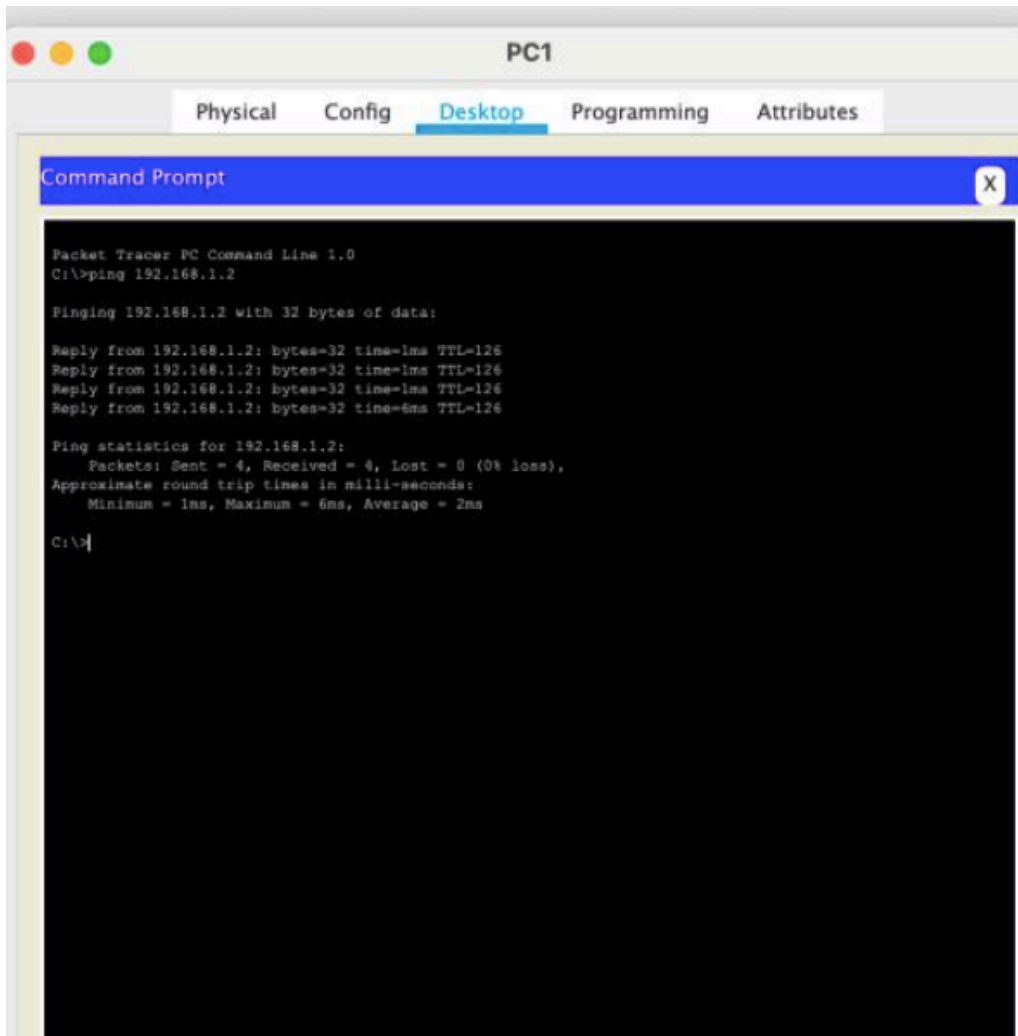 PC1
Physical Config Desktop Programming Attributes
Command Prompt
X
Packet Tracer PC Command Line 1.0
C:\>ping 192.168.1.2
Pinging 192.168.1.2 with 32 bytes of data:
Reply from 192.168.1.2: bytes=32 time=1ms TTL=126
Reply from 192.168.1.2: bytes=32 time=1ms TTL=126
Reply from 192.168.1.2: bytes=32 time=1ms TTL=126
Reply from 192.168.1.2: bytes=32 time=6ms TTL=126
Ping statistics for 192.168.1.2:
Packets: Sent = 4, Received = 4, Lost = 0 (0% loss),
Approximate round trip times in milli-seconds:
Minimum = 1ms, Maximum = 6ms, Average = 2ms
C:\>